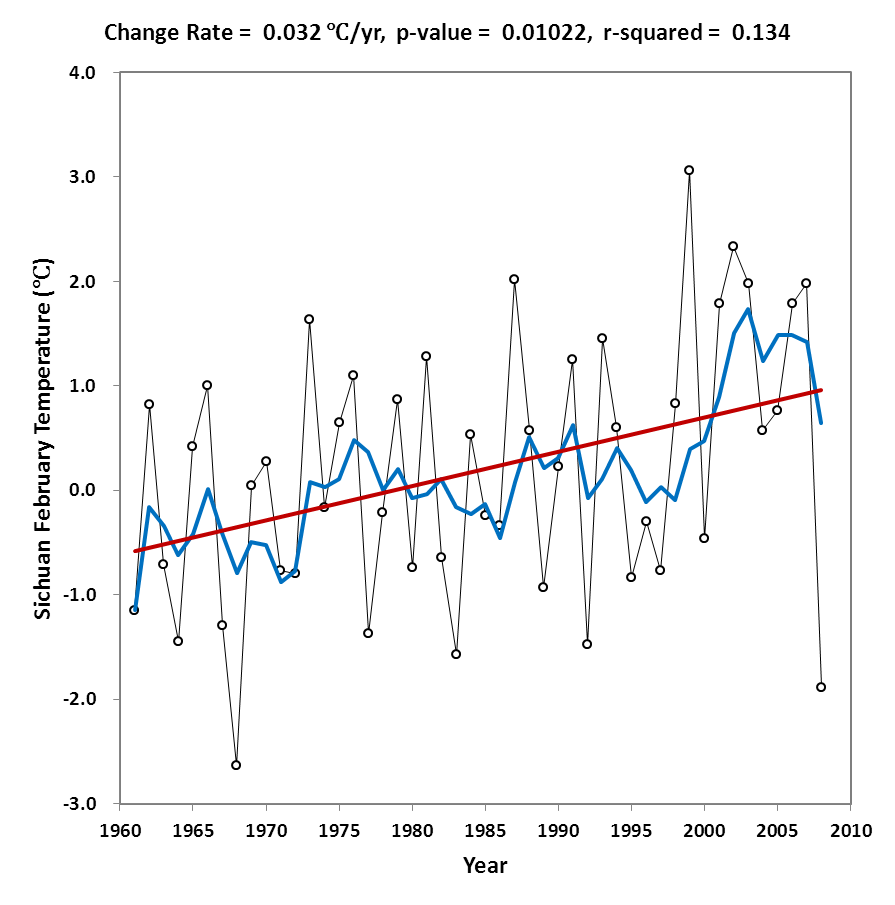 Change Rate = 0.032 ℃/yr, p-value = 0.01022, r-squared = 0.134
4.0
3.0
2.0
1.0
0.0
-1.0
-2.0
-3.0
Sichuan February Temperature (℃)
1960 1965 1970 1975 1980 1985 1990 1995 2000 2005 2010
Year